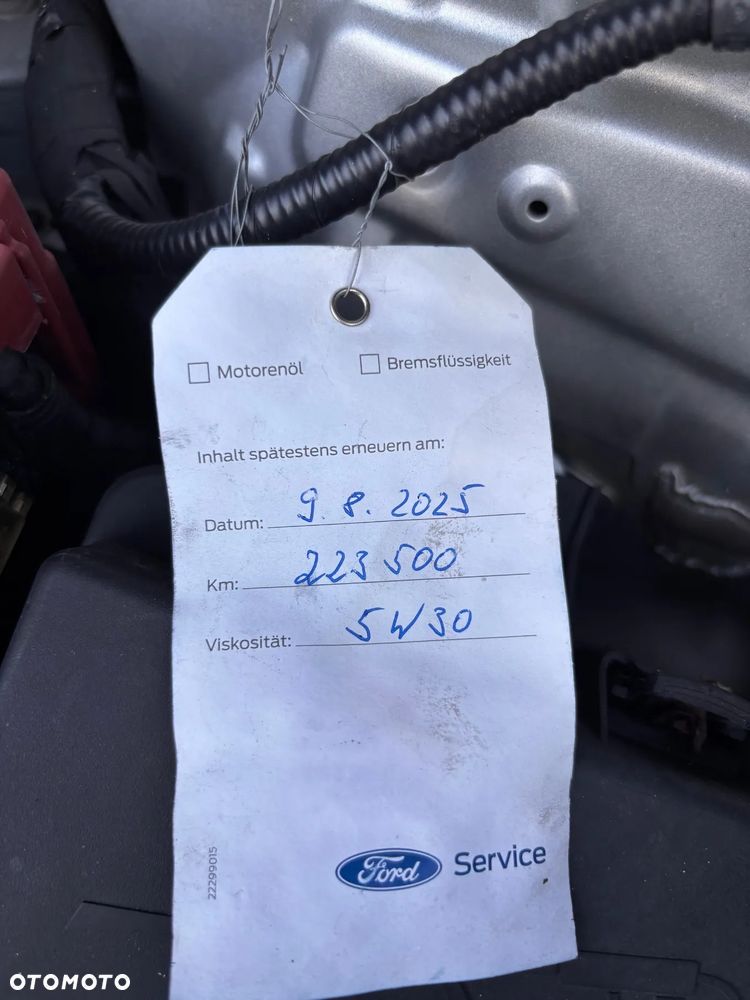 Motorenöl Bremsflüssigkeit
Inhalt spätestens erneuern am:
Datum: 9.8.2025
Km: 223 500
Viskosität: 5W30
22299015
Ford Service
OTOMOTO